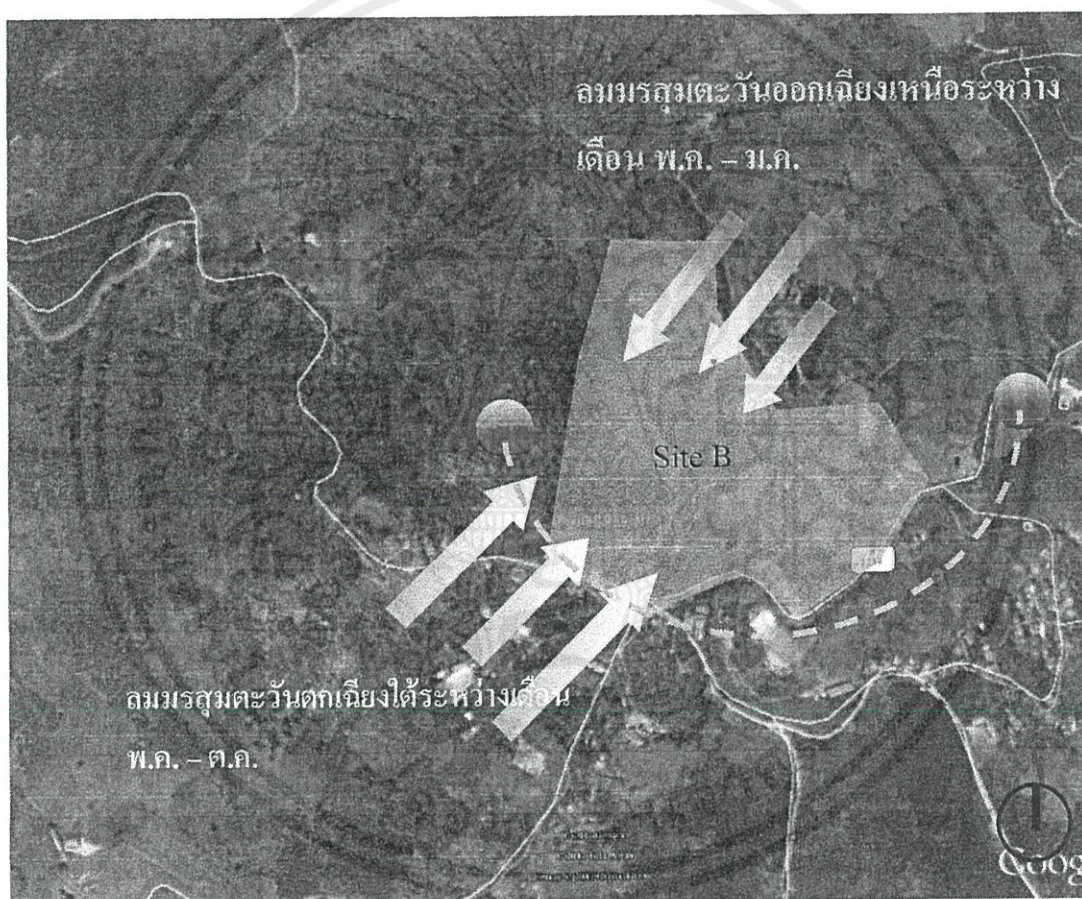 ลมมรสุมตะวันออกเฉียงเหนือระหว่าง
เดือน พ.ค. – ม.ค.
Site B
ลมมรสุมตะวันตกเฉียงใต้ระหว่างเดือน
พ.ค. – ต.ค.
Goog